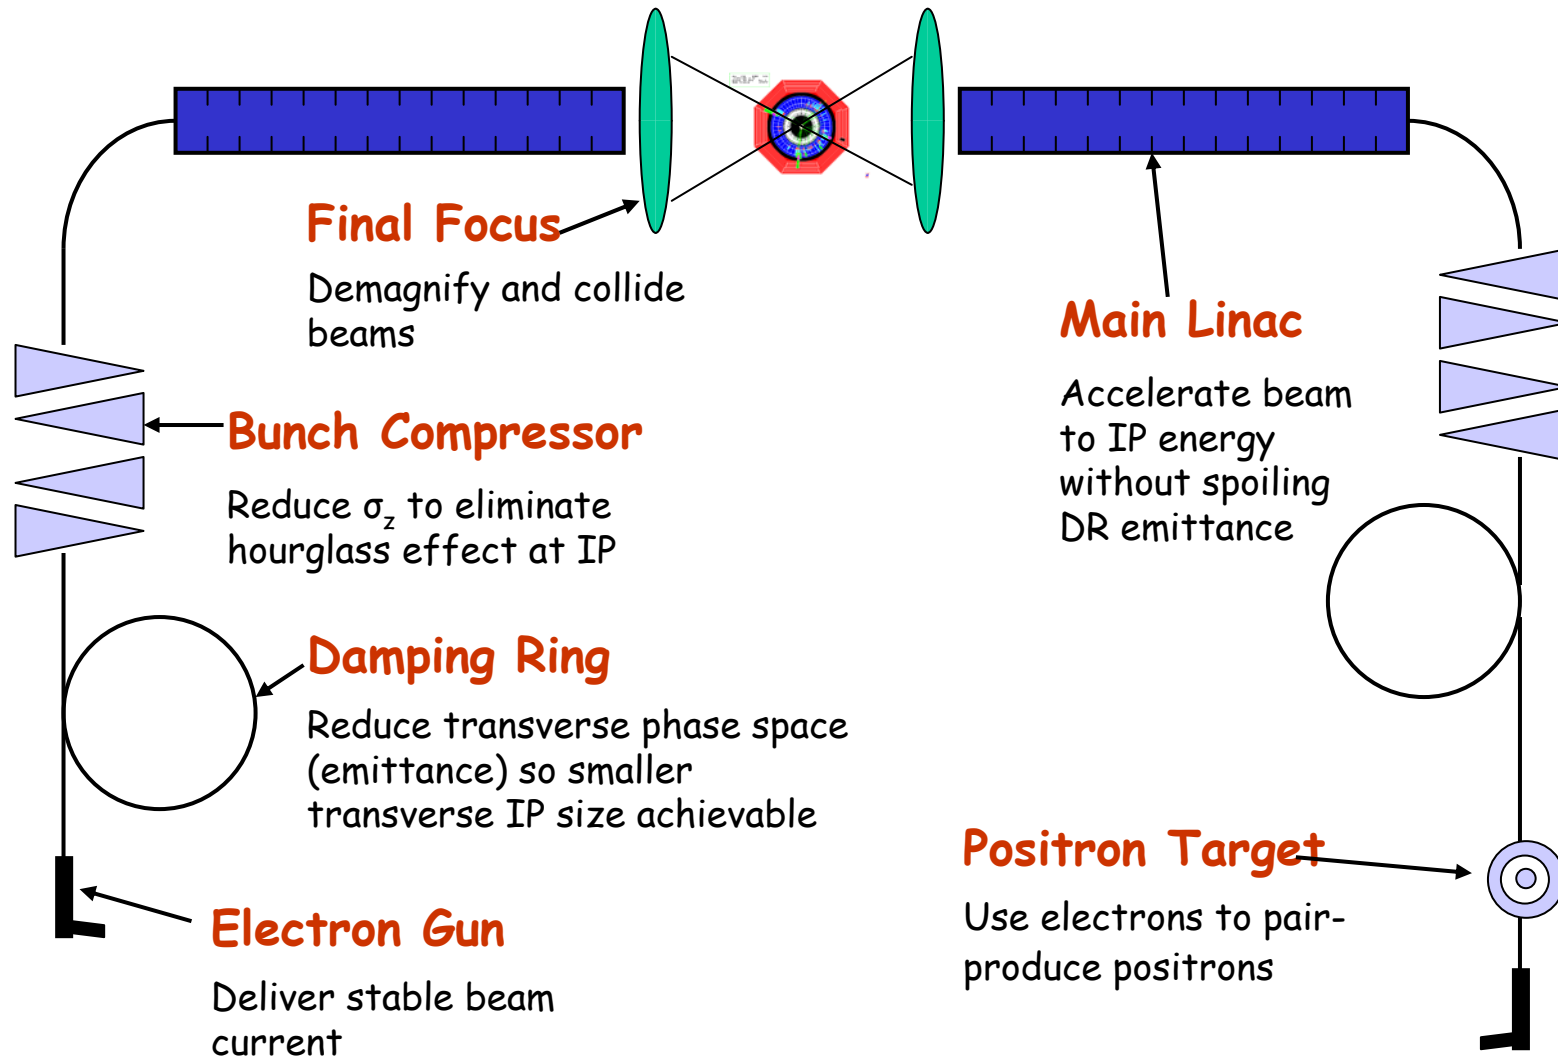 Final Focus
Demagnify and collide
beams
Main Linac
Accelerate beam
to IP energy
without spoiling
DR emittance
Bunch Compressor
Reduce σz to eliminate
hourglass effect at IP
Damping Ring
Reduce transverse phase space
(emittance) so smaller
transverse IP size achievable
Positron Target
Use electrons to pair-
produce positrons
Electron Gun
Deliver stable beam
current